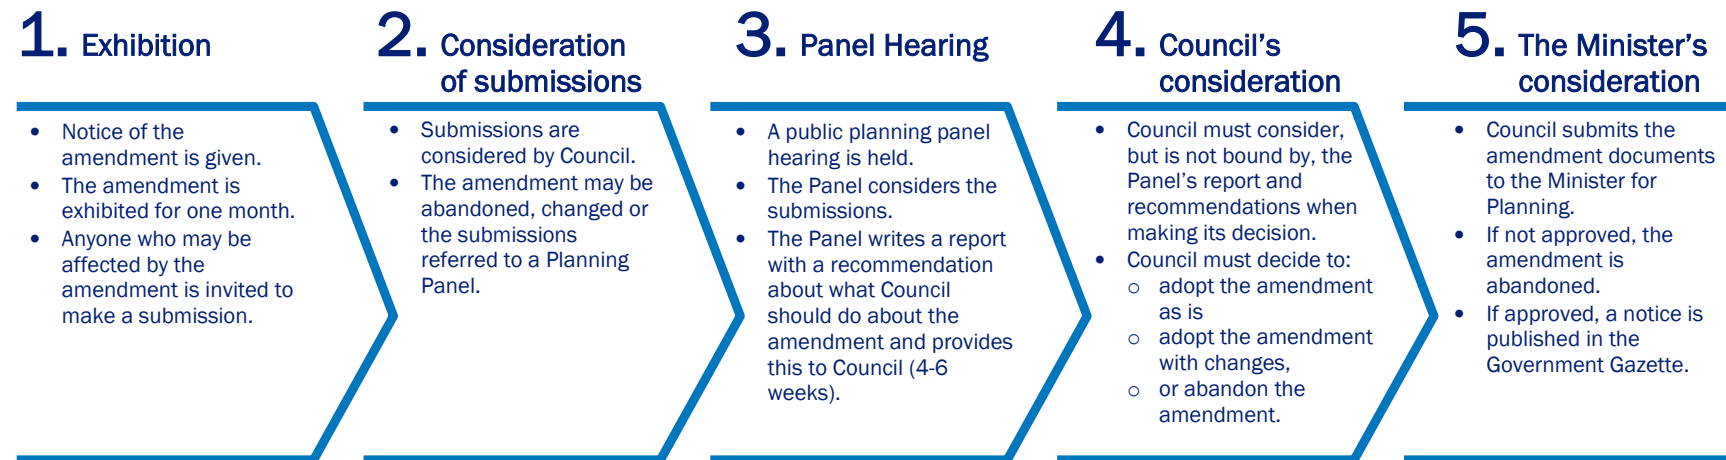 1. Exhibition
• Notice of the
amendment is given.
• The amendment is
exhibited for one month.
• Anyone who may be
affected by the
amendment is invited to
make a submission.
2. Consideration
of submissions
• Submissions are
considered by Council.
• The amendment may be
abandoned, changed or
the submissions
referred to a Planning
Panel.
3. Panel Hearing
• A public planning panel
hearing is held.
• The Panel considers the
submissions.
• The Panel writes a report
with a recommendation
about what Council
should do about the
amendment and provides
this to Council (4-6
weeks).
4. Council’s
consideration
• Council must consider,
but is not bound by, the
Panel’s report and
recommendations when
making its decision.
• Council must decide to:
o adopt the amendment
as is
o adopt the amendment
with changes,
o or abandon the
amendment.
5. The Minister’s
consideration
• Council submits the
amendment documents
to the Minister for
Planning.
• If not approved, the
amendment is
abandoned.
• If approved, a notice is
published in the
Government Gazette.